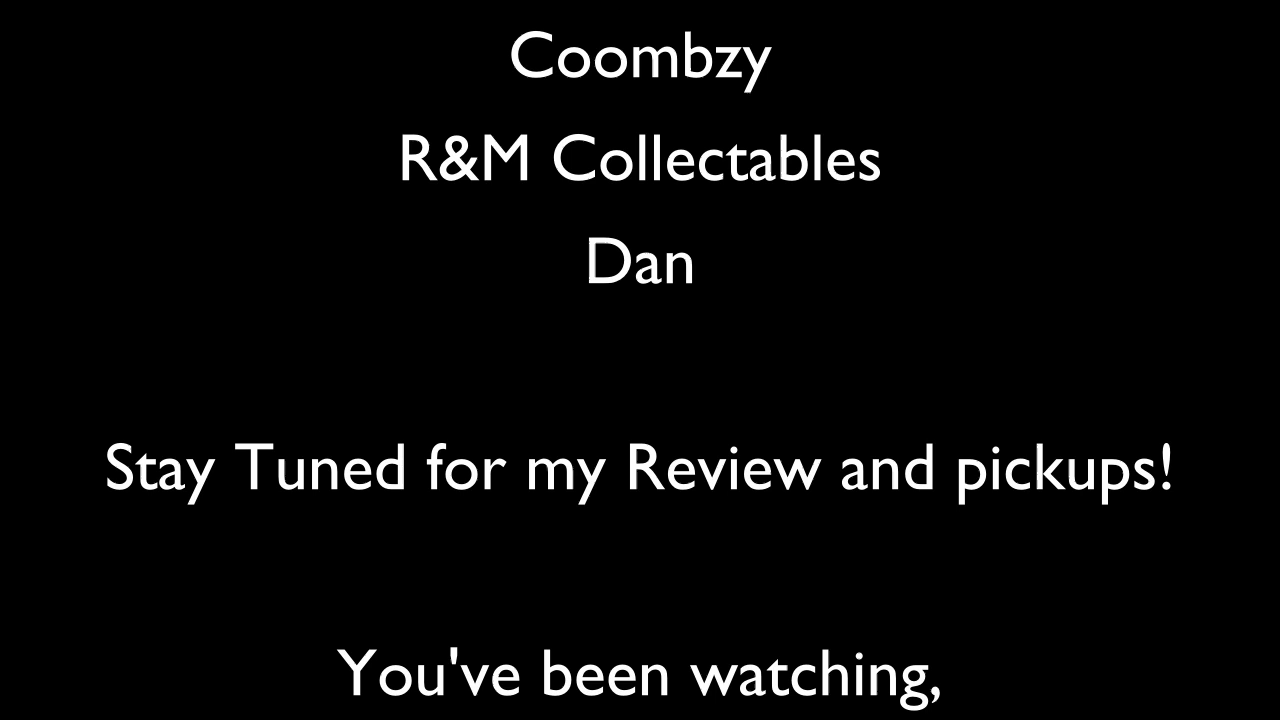 Coombzy
R&M Collectables
Dan
Stay Tuned for my Review and pickups!
You've been watching,